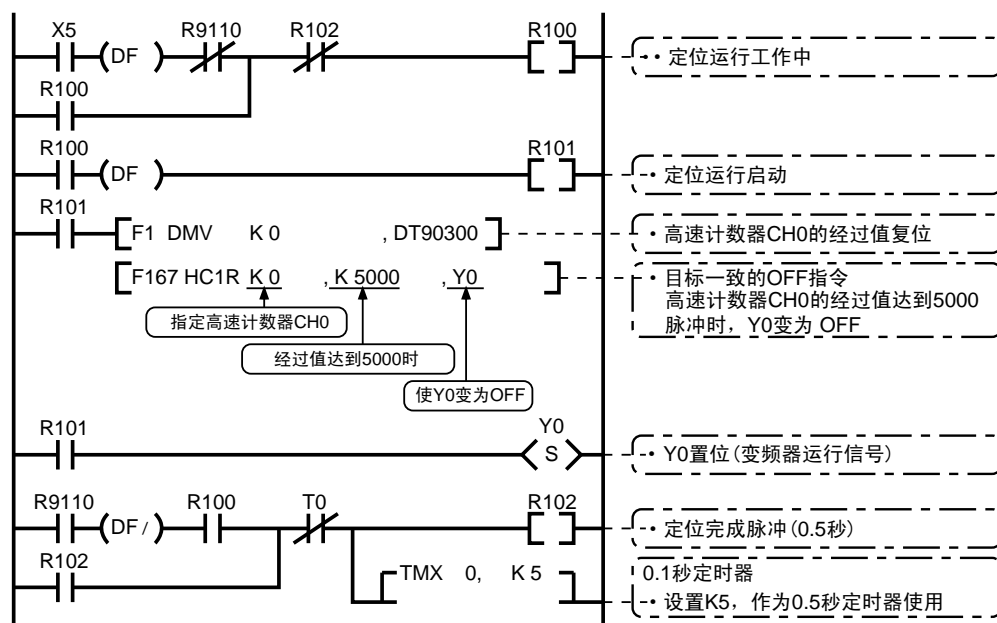 X5 R9110 R102 R100
(DF )
・定位运行工作中
R100
R100 R101
(DF )
・定位运行启动
R101
F1 DMV K 0 , DT90300
・高速计数器CH0的经过值复位
F167 HC1R K 0 , K 5000 , Y0
・目标一致的OFF指令
高速计数器CH0的经过值达到5000
脉冲时，Y0变为 OFF
指定高速计数器CH0
经过值达到5000时
使Y0变为OFF
R101 Y0
S
・Y0置位(变频器运行信号)
R9110 R100 T0 R102
(DF/ )
・定位完成脉冲(0.5秒)
R102
TMX 0, K 5
0.1秒定时器
・设置K5，作为0.5秒定时器使用